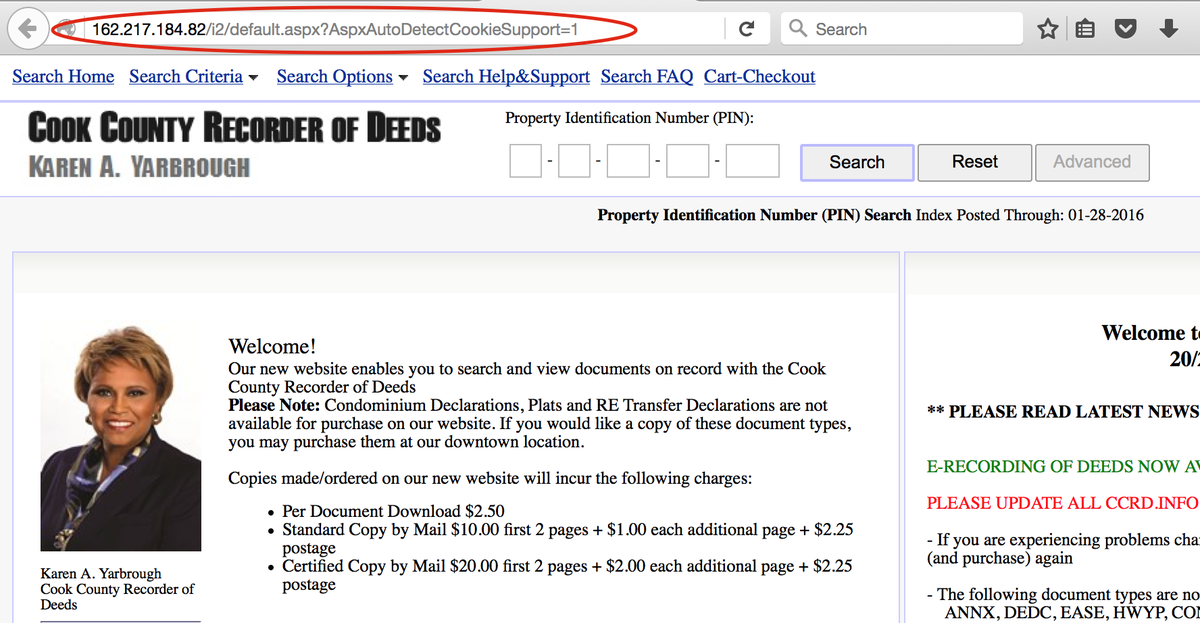 162.217.184.82/i2/default.aspx?AspxAutoDetectCookieSupport=1
Search
Search Home Search Criteria Search Options Search Help&Support Search FAQ Cart-Checkout
COOK COUNTY RECORDER OF DEEDS
KAREN A. YARBROUGH
Property Identification Number (PIN):
- - - -
Search Reset Advanced
Property Identification Number (PIN) Search Index Posted Through: 01-28-2016
Welcome!
Our new website enables you to search and view documents on record with the Cook
County Recorder of Deeds
Please Note: Condominium Declarations, Plats and RE Transfer Declarations are not
available for purchase on our website. If you would like a copy of these document types,
you may purchase them at our downtown location.
Copies made/ordered on our new website will incur the following charges:
• Per Document Download $2.50
• Standard Copy by Mail $10.00 first 2 pages + $1.00 each additional page + $2.25
postage
• Certified Copy by Mail $20.00 first 2 pages + $2.00 each additional page + $2.25
postage
Karen A. Yarbrough
Cook County Recorder of
Deeds
Welcome
20/
** PLEASE READ LATEST NEWS
E-RECORDING OF DEEDS NOW
PLEASE UPDATE ALL CCRD.INFO
- If you are experiencing problems
(and purchase) again
- The following document types are
ANNX, DEDC, EASE, HWYP,